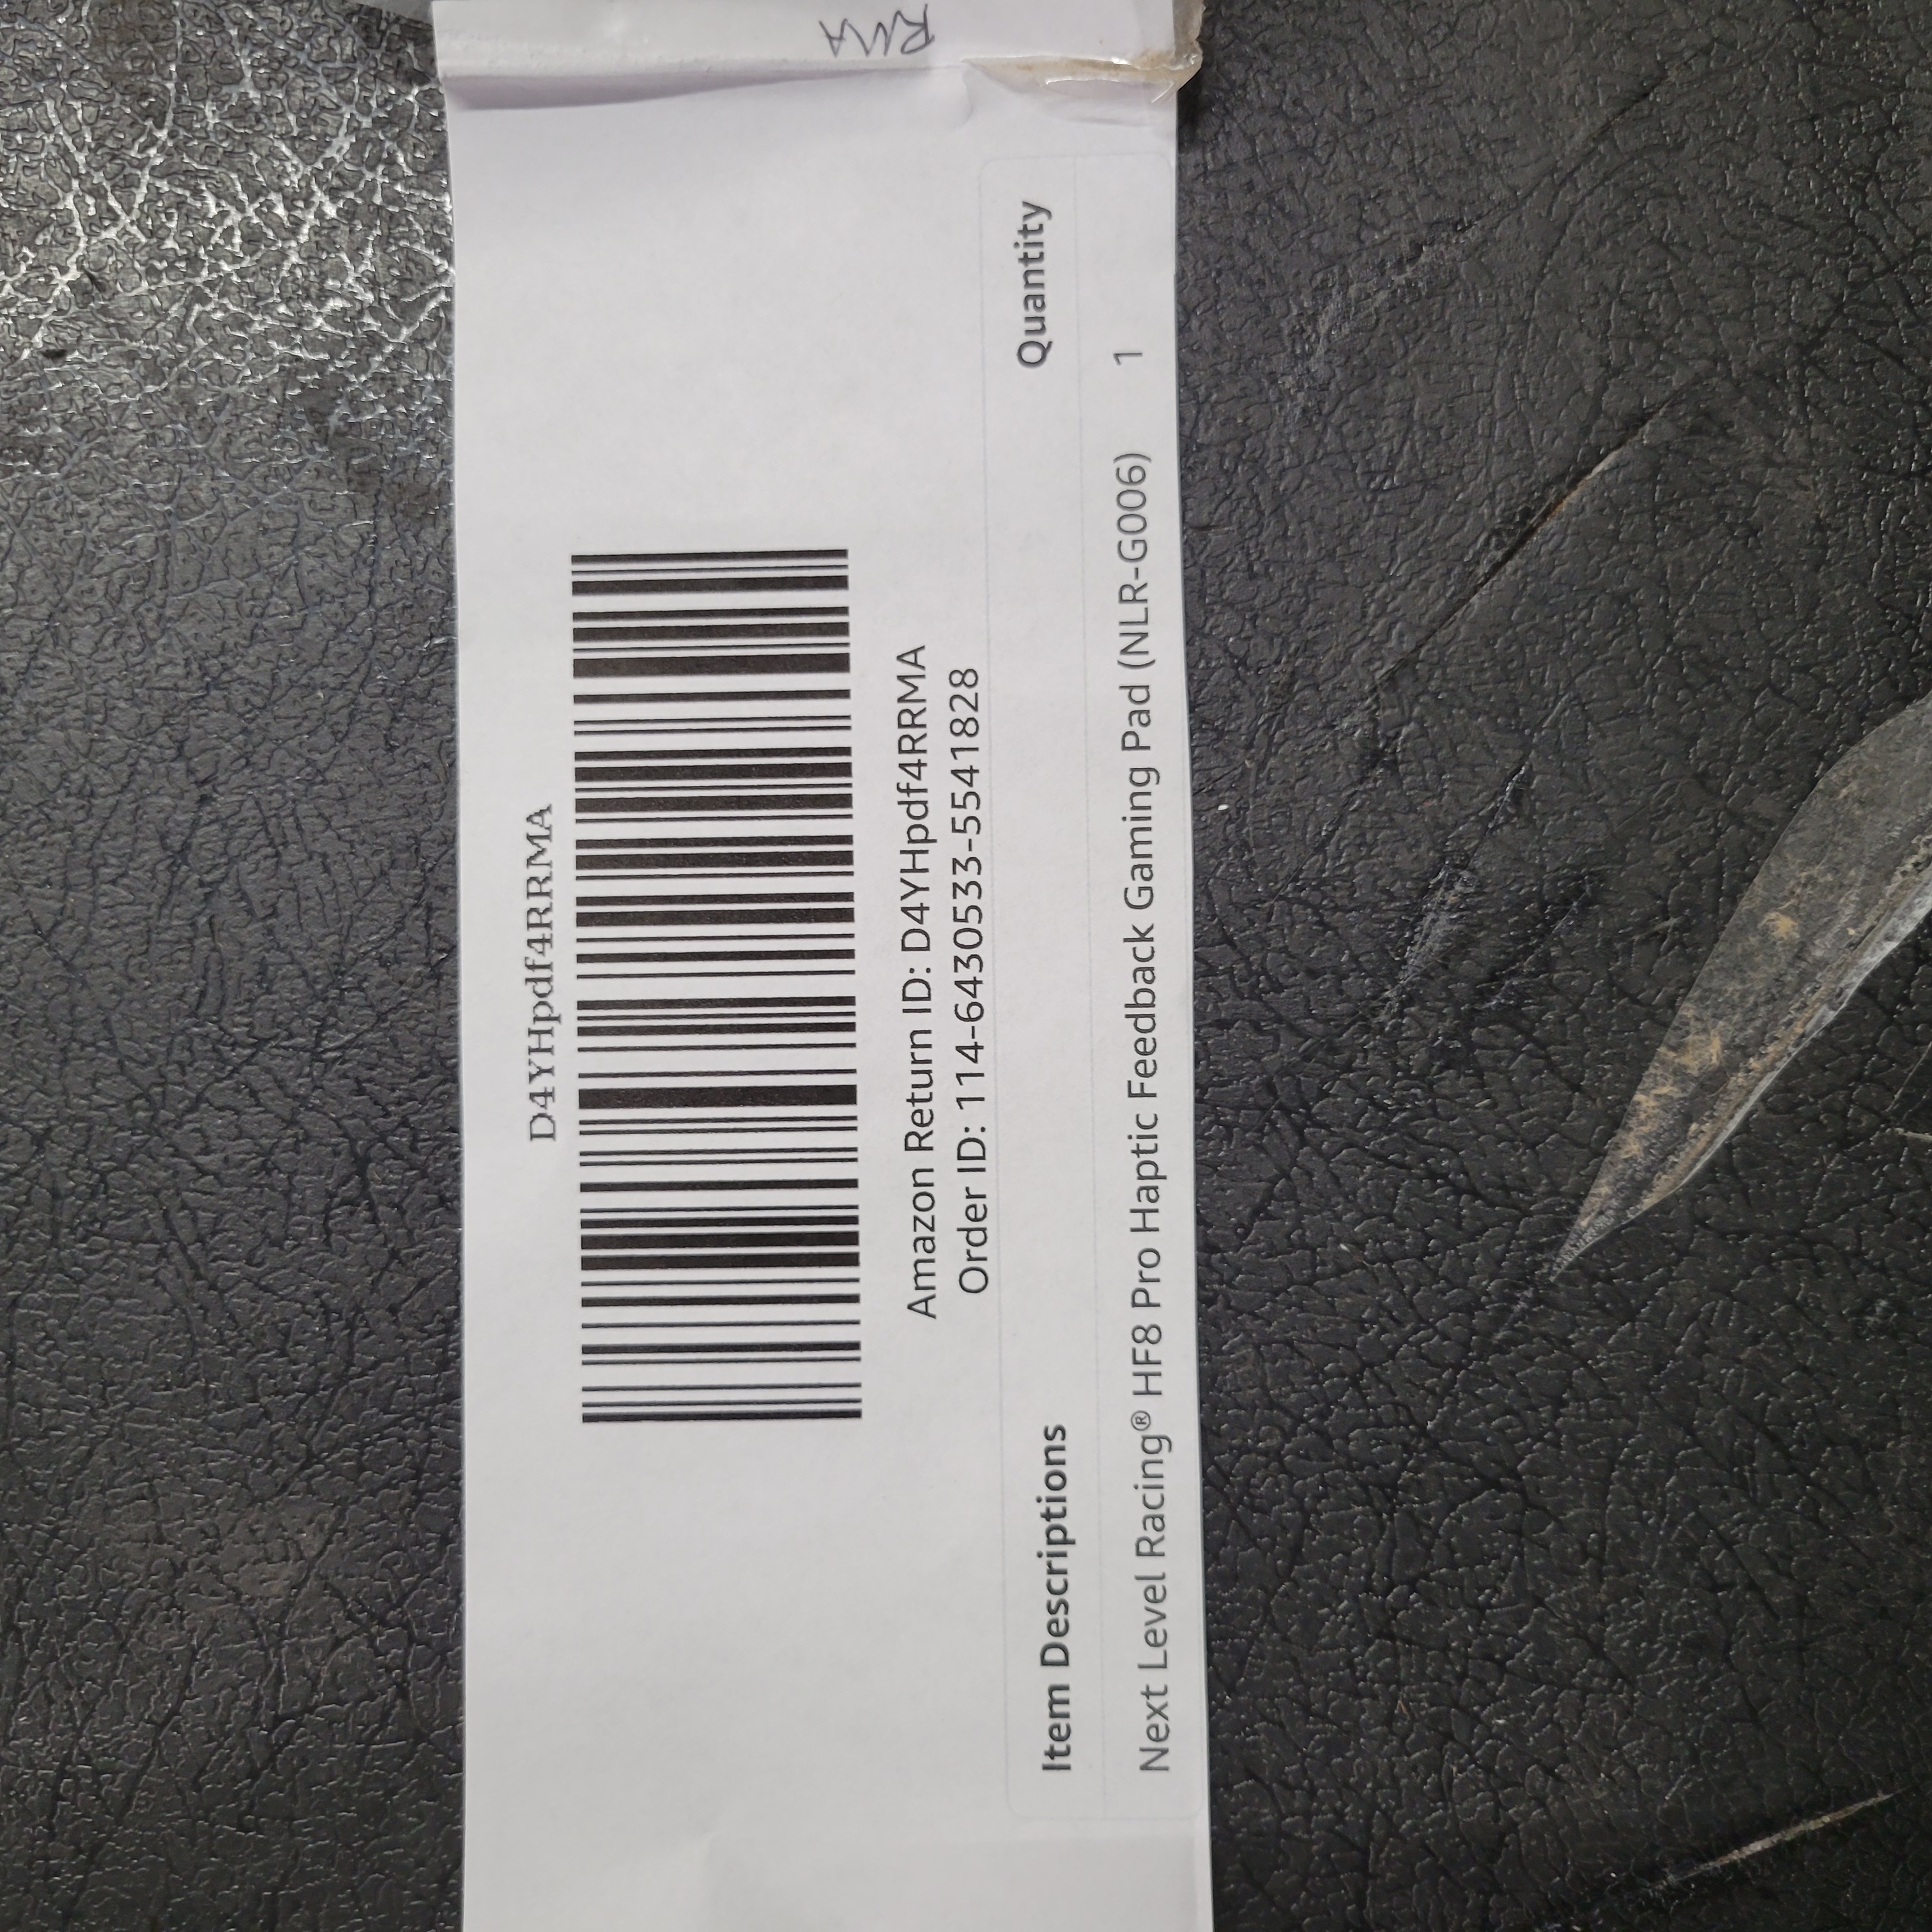 D4YHpdf4RRMA
Amazon Return ID: D4YHpdf4RRMA
Order ID: 114-6430533-5541828
Item Descriptions Quantity
Next Level Racing® HF8 Pro Haptic Feedback Gaming Pad (NLR-G006) 1